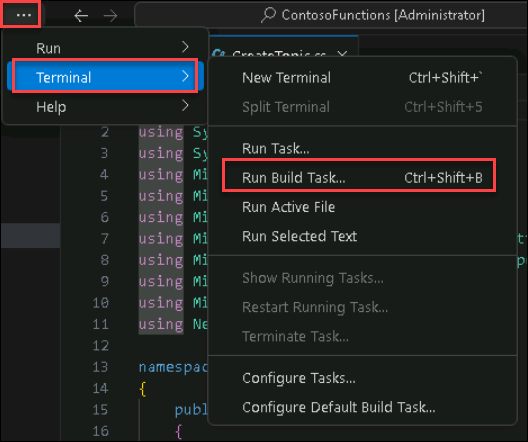 ... ContosoFunctions [Administrator]
Run
Terminal
Help
CreateTopic.cs
New Terminal Ctrl+Shift+`
Split Terminal Ctrl+Shift+5
Run Task...
Run Build Task... Ctrl+Shift+B
Run Active File
Run Selected Text
Show Running Tasks...
Restart Running Task...
Terminate Task...
Configure Tasks...
Configure Default Build Task...
2 using Sy
3 using Sy
4 using Mi
5 using Mi
6 using Mi
7 using Mi
8 using Mi
9 using Mi
10 using Mi
11 using Ne
12
13 namespac
14 {
15 publ
16 {